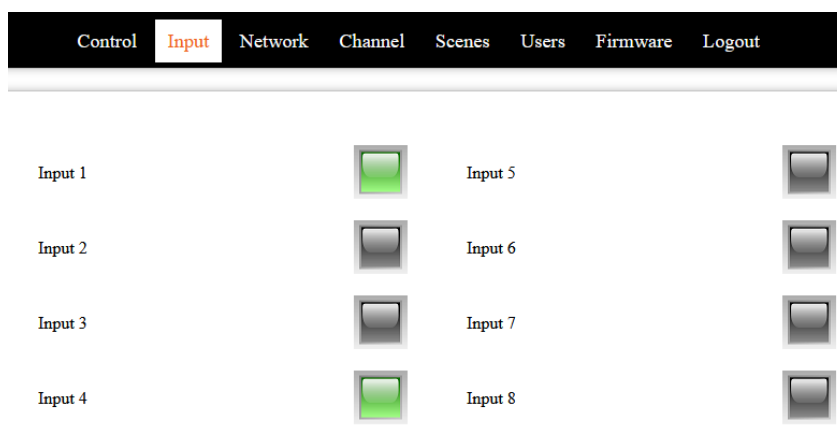 Control Input Network Channel Scenes Users Firmware Logout
Input 1 Input 5
Input 2 Input 6
Input 3 Input 7
Input 4 Input 8